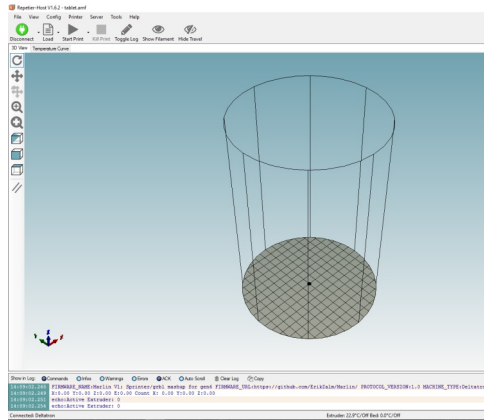 Repetier-Host V1.6.2 - tablet.amf
File View Config Printer Server Tools Help
Disconnect Load Start Print Kill Print Toggle Log Show Filament Hide Travel
3D View Temperature Curve
Show in Log: Commands Infos Warnings Errors ACK Auto Scroll Clear Log Copy
FIRMWARE_NAME:Marlin V1; Sprinter/grbl mashup for gen6 FIRMWARE_URL:https://github.com/ErikZalm/Marlin/ PROTOCOL_VERSION:1.0 MACHINE_TYPE:Deltatro
X:0.00 Y:0.00 Z:0.00 E:0.00 Count X: 0.00 Y:0.00 Z:0.00
echo:Active Extruder: 0
echo:Active Extruder: 0
Connected: Deltatron Extruder: 22.9°C/Off Bed: 0.0°C/Off